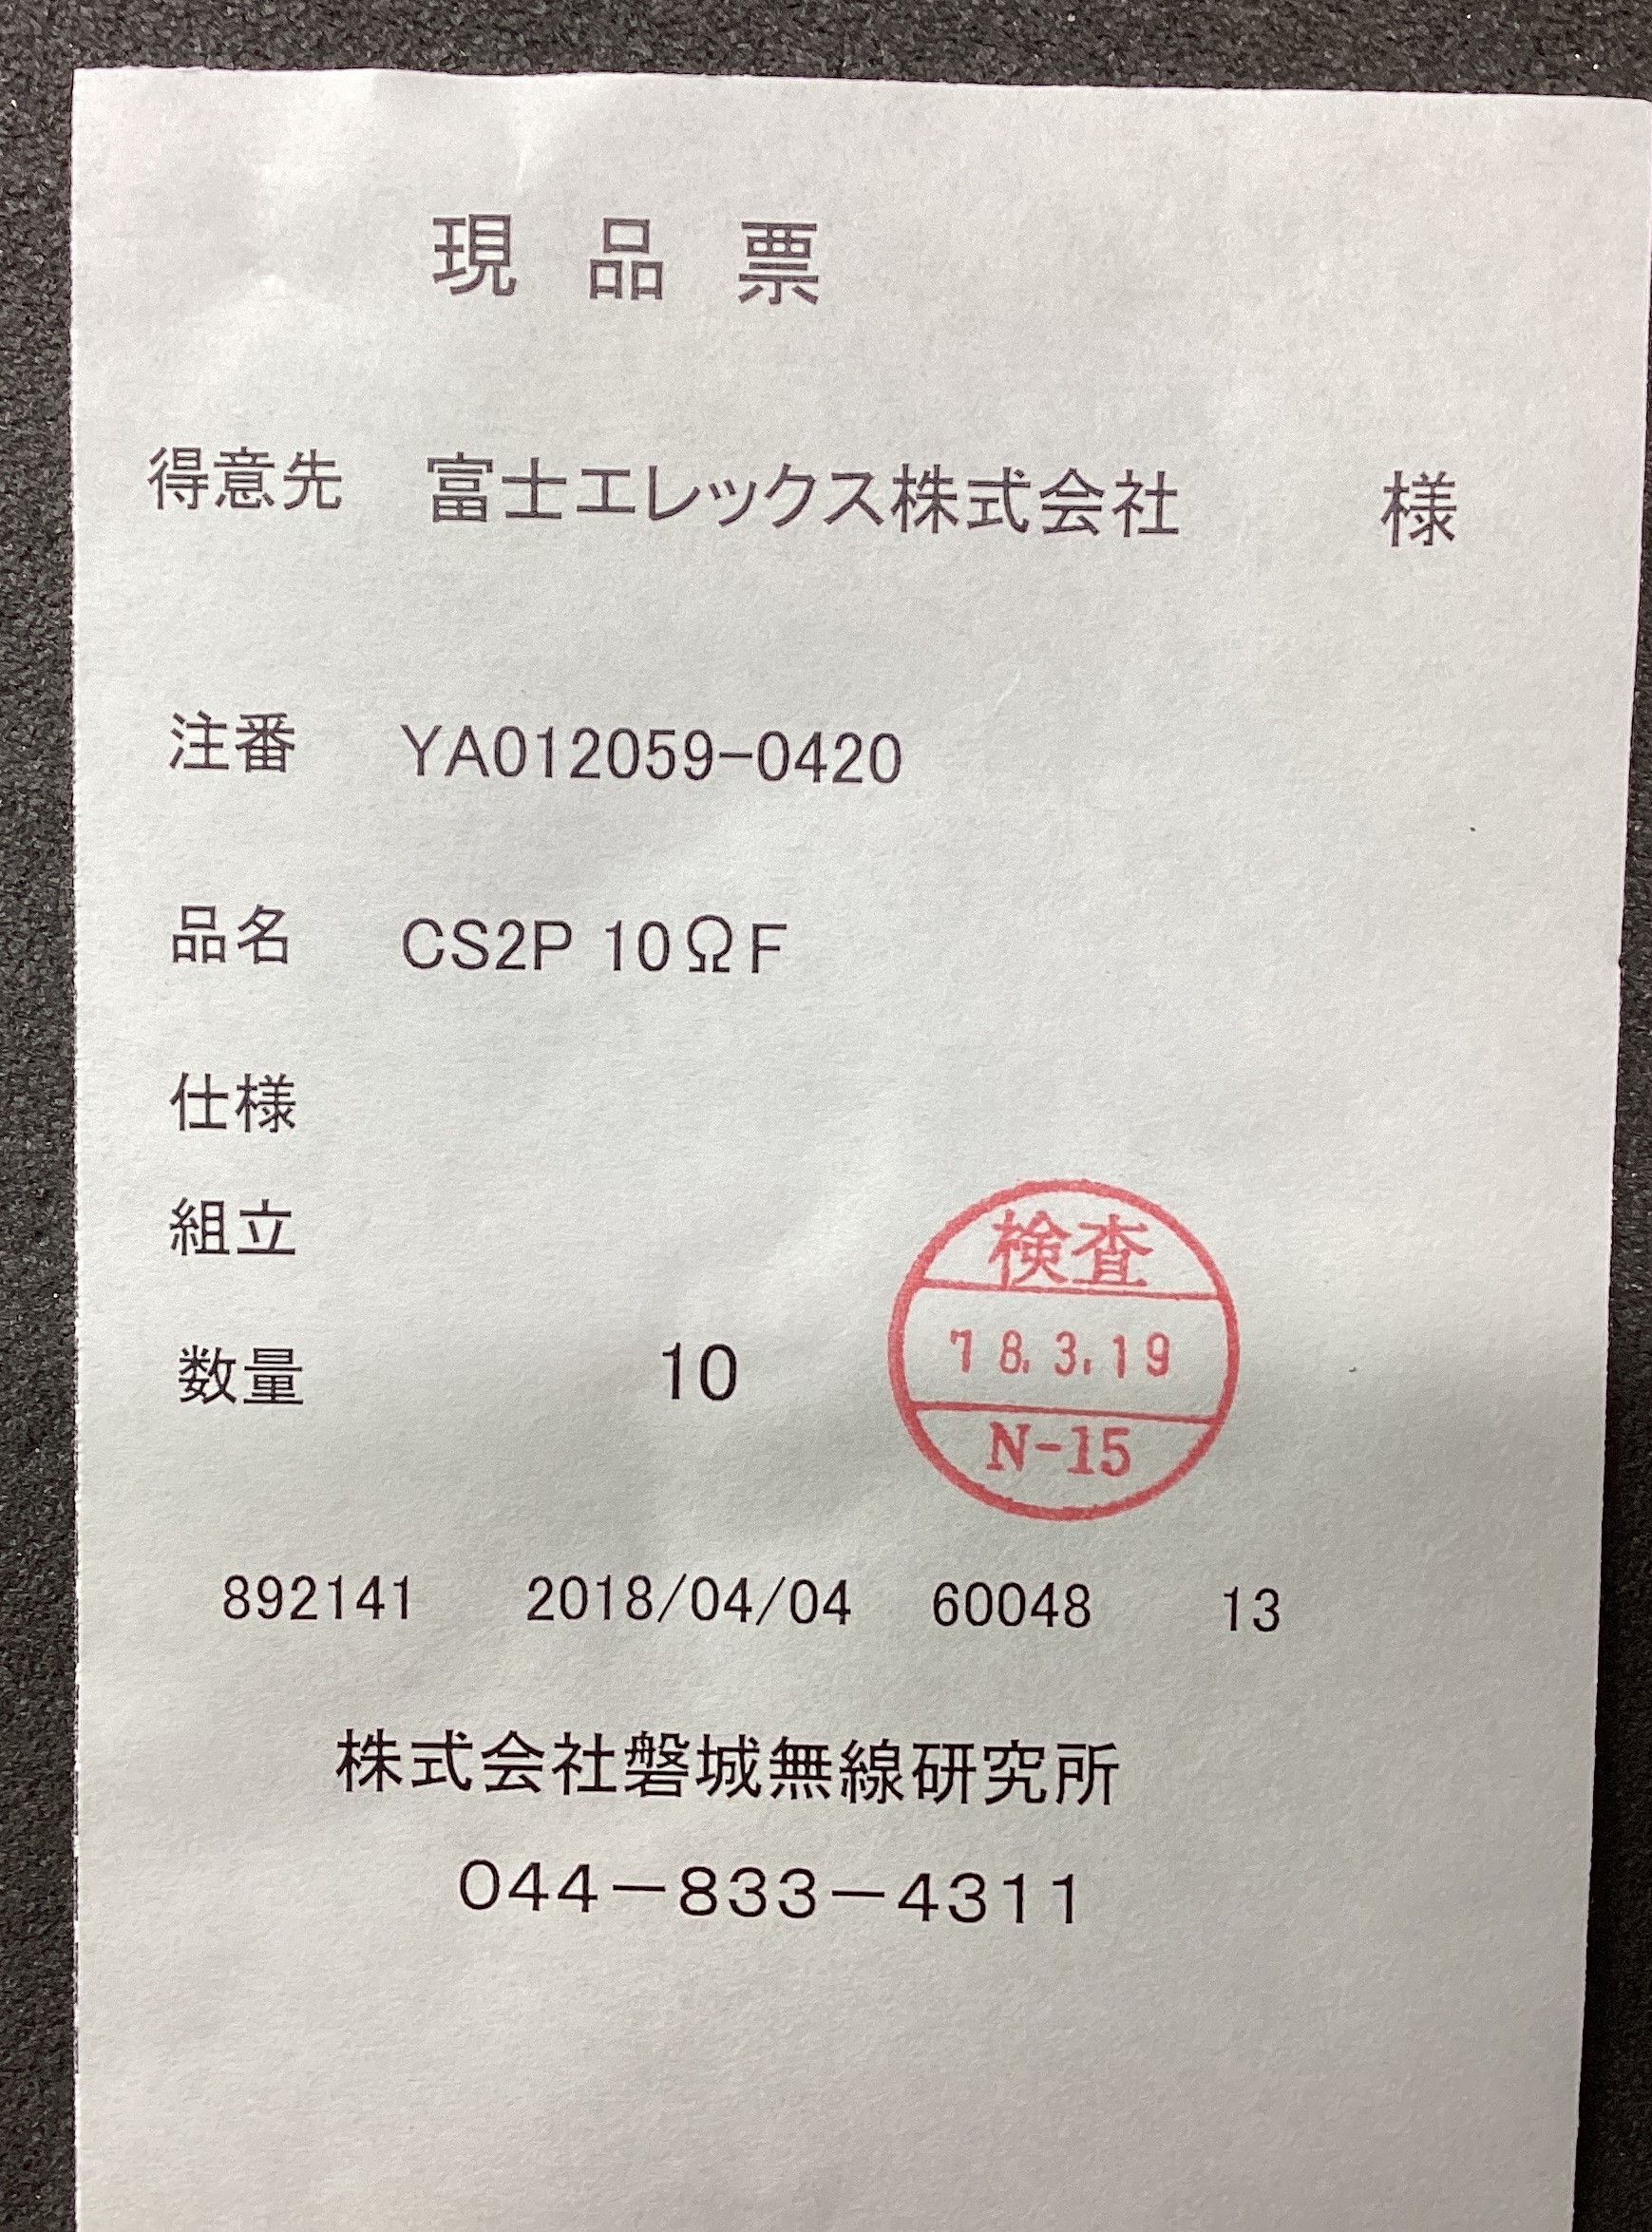 現品票
得意先 富士エレックス株式会社 様
注番 YA012059-0420
品名 CS2P 10ΩF
仕様
組立
検査
数量 10
78.3.19
N-15
892141 2018/04/04 60048 13
株式会社磐城無線研究所
044-833-4311